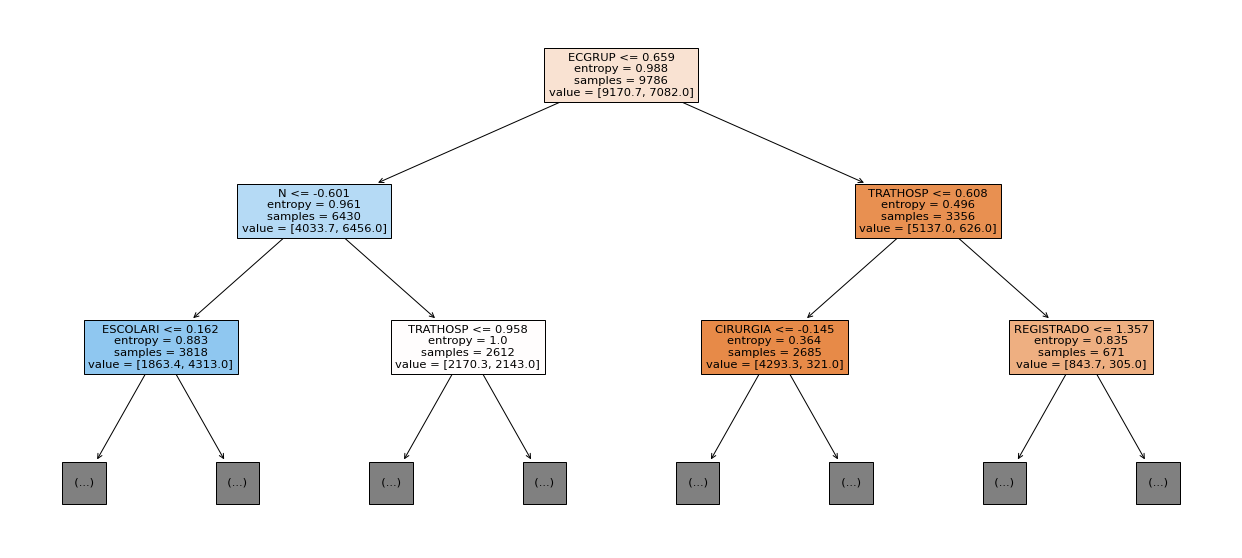 ECGRUP <= 0.659
entropy = 0.988
samples = 9786
value = [9170.7, 7082.0]
N <= -0.601
entropy = 0.961
samples = 6430
value = [4033.7, 6456.0]
TRATHOSP <= 0.608
entropy = 0.496
samples = 3356
value = [5137.0, 626.0]
ESCOLARI <= 0.162
entropy = 0.883
samples = 3818
value = [1863.4, 4313.0]
TRATHOSP <= 0.958
entropy = 1.0
samples = 2612
value = [2170.3, 2143.0]
CIRURGIA <= -0.145
entropy = 0.364
samples = 2685
value = [4293.3, 321.0]
REGISTRADO <= 1.357
entropy = 0.835
samples = 671
value = [843.7, 305.0]
(...)
(...)
(...)
(...)
(...)
(...)
(...)
(...)